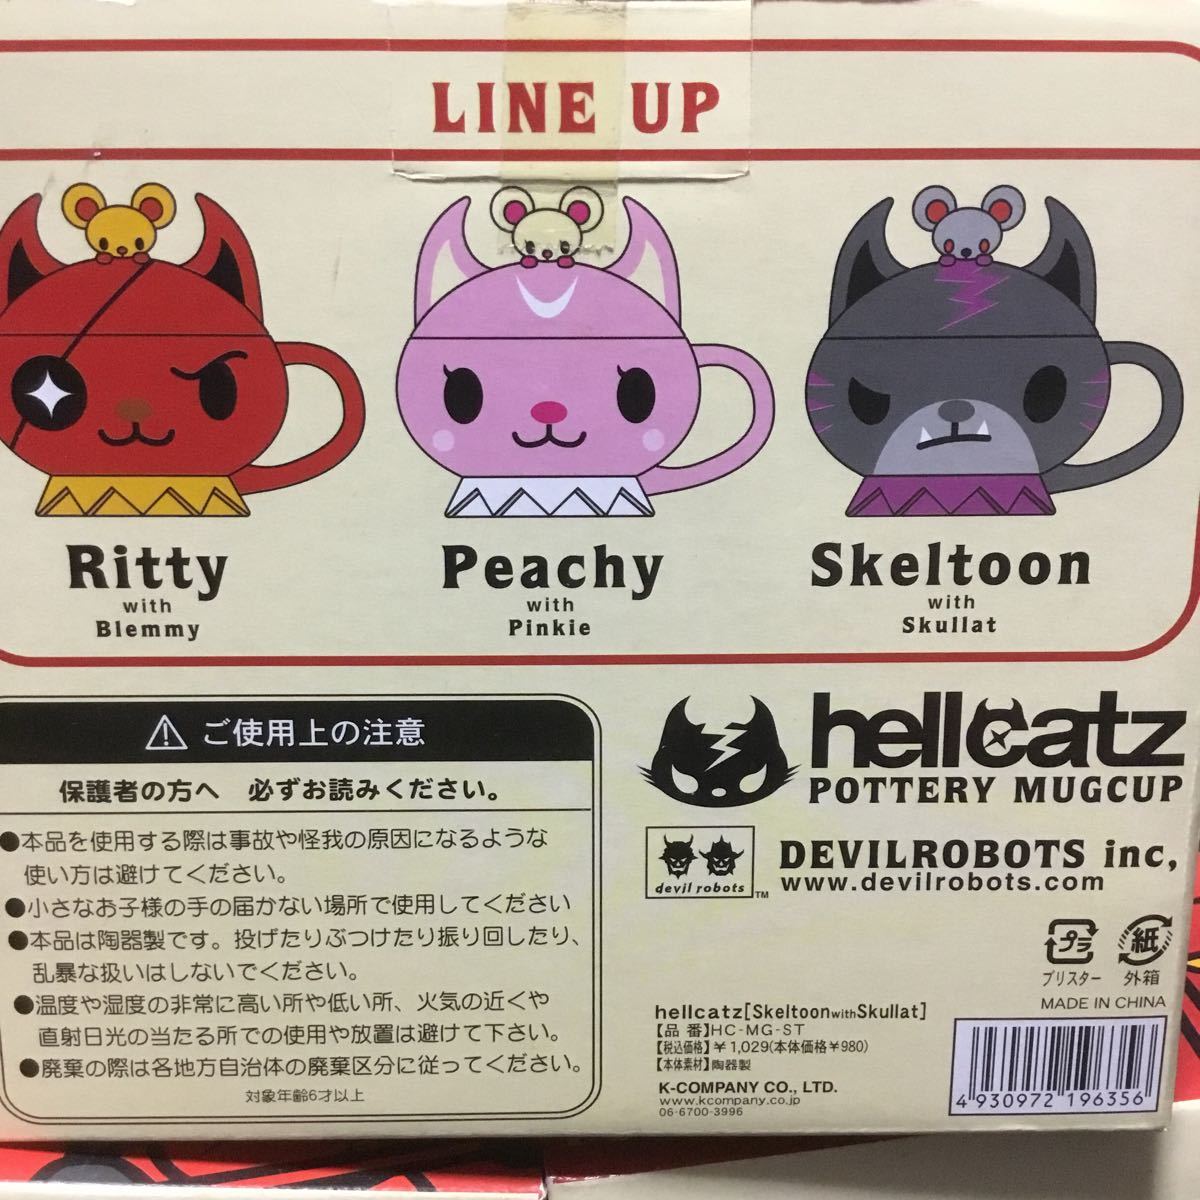 LINE UP
Ritty
with
Blemmy
Peachy
with
Pinkie
Skeltoon
with
Skullat
ご使用上の注意
保護者の方へ 必ずお読みください。
●本品を使用する際は事故や怪我の原因になるような
使い方は避けてください。
●小さなお子様の手の届かない場所で使用してください
●本品は陶器製です。投げたりぶつけたり振り回したり、
乱暴な扱いはしないでください。
●温度や湿度の非常に高い所や低い所、火気の近くや
直射日光の当たる所での使用や放置は避けて下さい。
●廃棄の際は各地方自治体の廃棄区分に従ってください。
対象年齢6才以上
hellcatz
POTTERY MUGCUP
devil robots TM
DEVILROBOTS inc,
www.devilrobots.com
プラ
ブリスター
紙
外箱
MADE IN CHINA
hellcatz[Skeltoon with Skullat]
【品 番】HC-MG-ST
【税込価格】¥1,029(本体価格¥980)
【本体素材】陶器製
K-COMPANY CO., LTD.
www.kcompany.co.jp
06-6700-3996
4 930972 196356